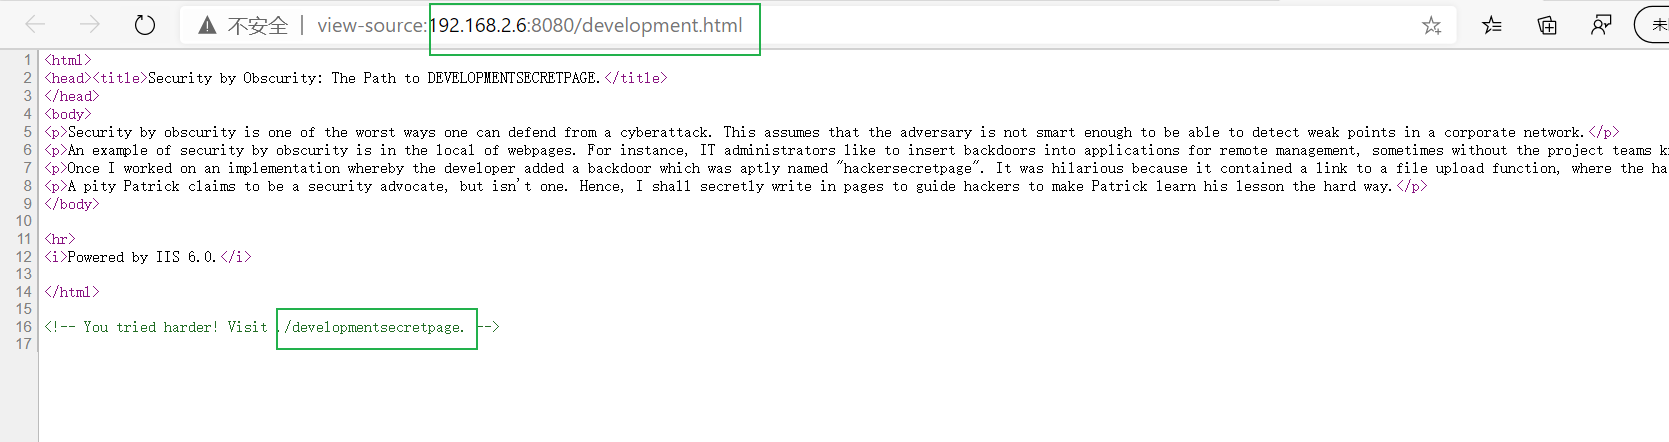 不安全 | view-source:192.168.2.6:8080/development.html
1 <html>
2 <head><title>Security by Obscurity: The Path to DEVELOPMENTSECRETPAGE.</title>
3 </head>
4 <body>
5 <p>Security by obscurity is one of the worst ways one can defend from a cyberattack. This assumes that the adversary is not smart enough to be able to detect weak points in a corporate network.</p>
6 <p>An example of security by obscurity is in the local of webpages. For instance, IT administrators like to insert backdoors into applications for remote management, sometimes without the project teams k
7 <p>Once I worked on an implementation whereby the developer added a backdoor which was aptly named "hackersecretpage". It was hilarious because it contained a link to a file upload function, where the ha
8 <p>A pity Patrick claims to be a security advocate, but isn't one. Hence, I shall secretly write in pages to guide hackers to make Patrick learn his lesson the hard way.</p>
9 </body>
10
11 <hr>
12 <i>Powered by IIS 6.0.</i>
13
14 </html>
15
16 <!-- You tried harder! Visit ./developmentsecretpage. -->
17